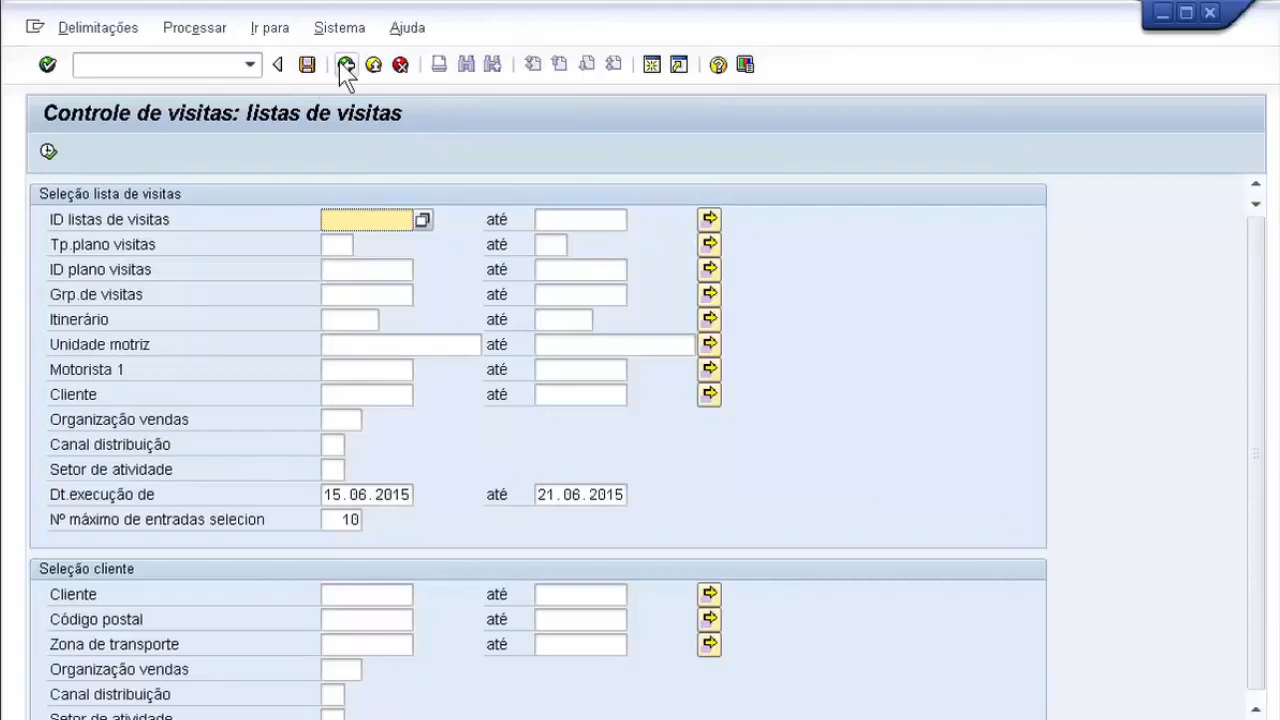 Delimitações Processar Ir para Sistema Ajuda
Controle de visitas: listas de visitas
Seleção lista de visitas
ID listas de visitas até
Tp.plano visitas até
ID plano visitas até
Grp.de visitas até
Itinerário até
Unidade motriz até
Motorista 1 até
Cliente até
Organização vendas
Canal distribuição
Setor de atividade
Dt.execução de 15.06.2015 até 21.06.2015
Nº máximo de entradas selecion 10
Seleção cliente
Cliente até
Código postal até
Zona de transporte até
Organização vendas
Canal distribuição
Setor de atividade